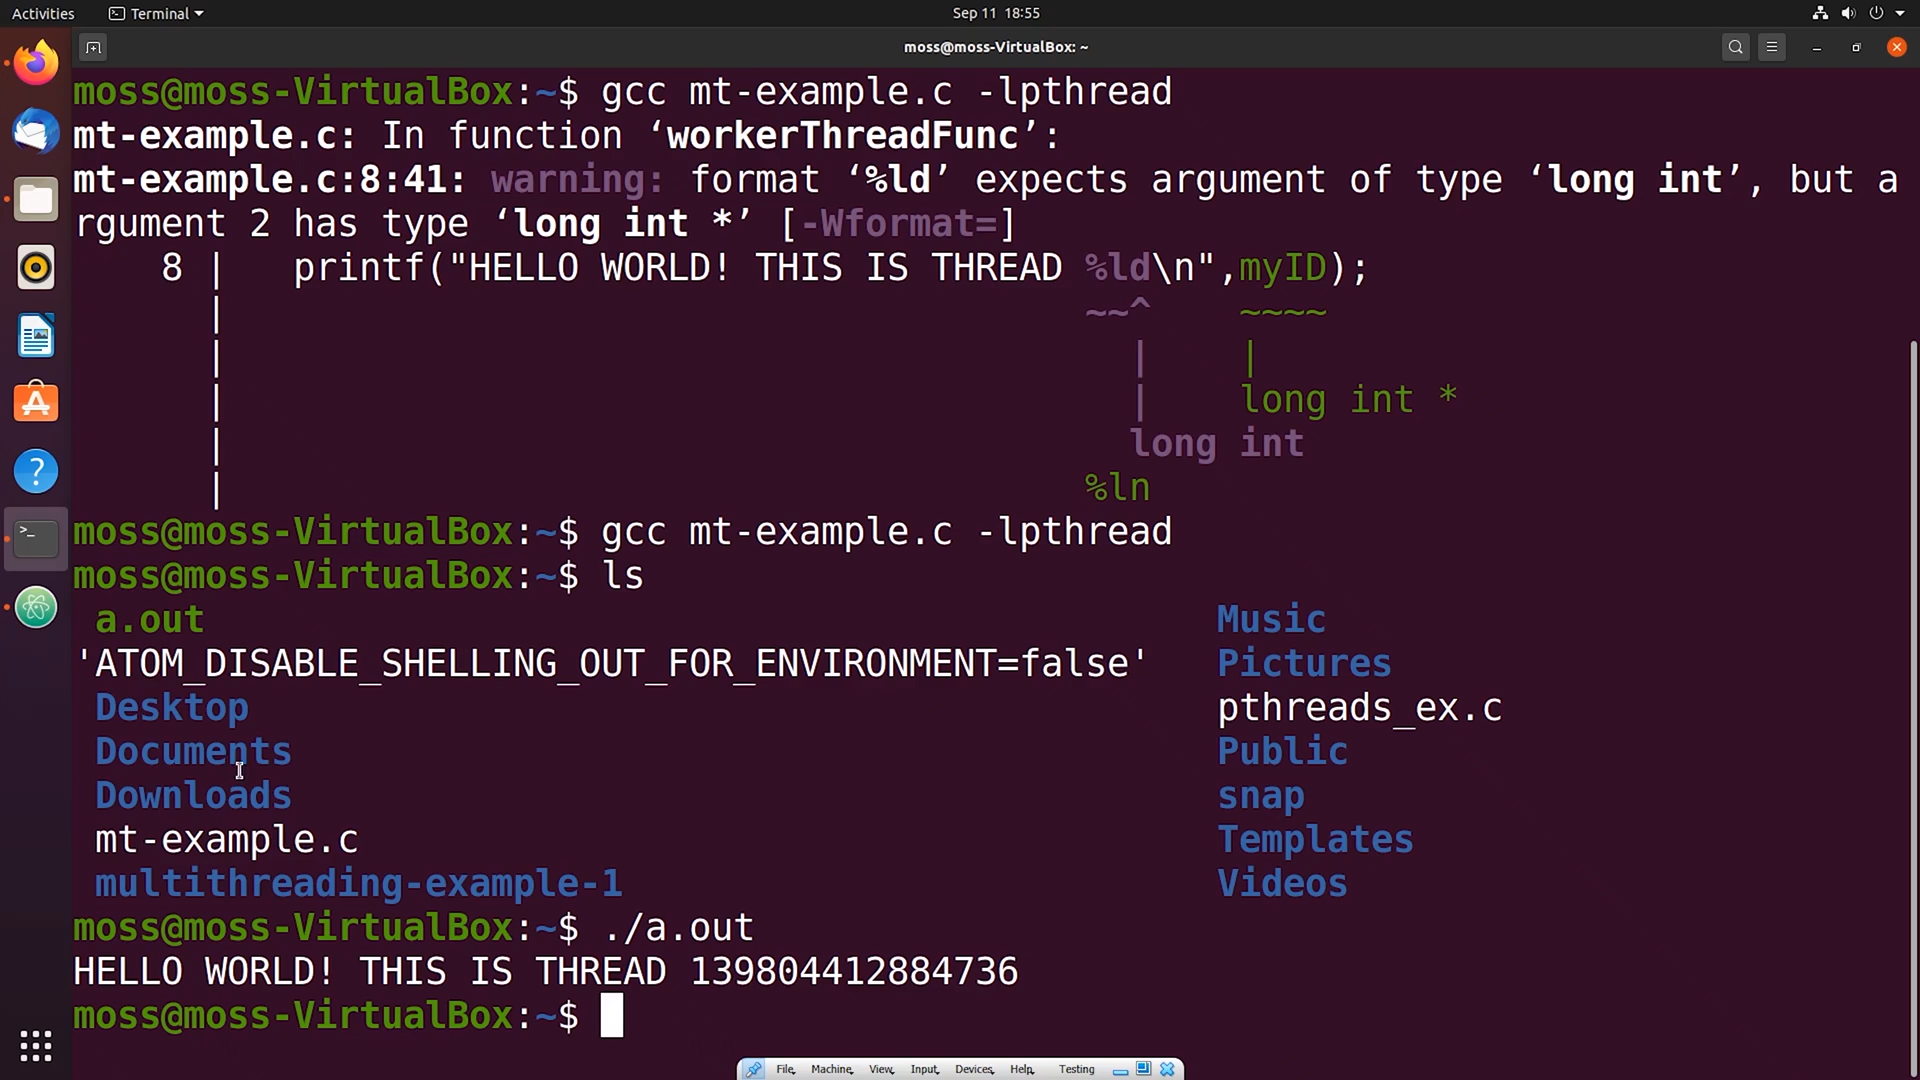 Activities Terminal Sep 11 18:55
moss@moss-VirtualBox: ~
moss@moss-VirtualBox:~$ gcc mt-example.c -lpthread
mt-example.c: In function ‘workerThreadFunc’:
mt-example.c:8:41: warning: format ‘%ld’ expects argument of type ‘long int’, but a
rgument 2 has type ‘long int *’ [-Wformat=]
8 | printf("HELLO WORLD! THIS IS THREAD %ld\n",myID);
| ~~^ ~~~~
| | |
| | long int *
| long int
| %ln
moss@moss-VirtualBox:~$ gcc mt-example.c -lpthread
moss@moss-VirtualBox:~$ ls
a.out Music
'ATOM_DISABLE_SHELLING_OUT_FOR_ENVIRONMENT=false' Pictures
Desktop pthreads_ex.c
Documents Public
Downloads snap
mt-example.c Templates
multithreading-example-1 Videos
moss@moss-VirtualBox:~$ ./a.out
HELLO WORLD! THIS IS THREAD 139804412884736
moss@moss-VirtualBox:~$
File Machine View Input Devices Help Testing